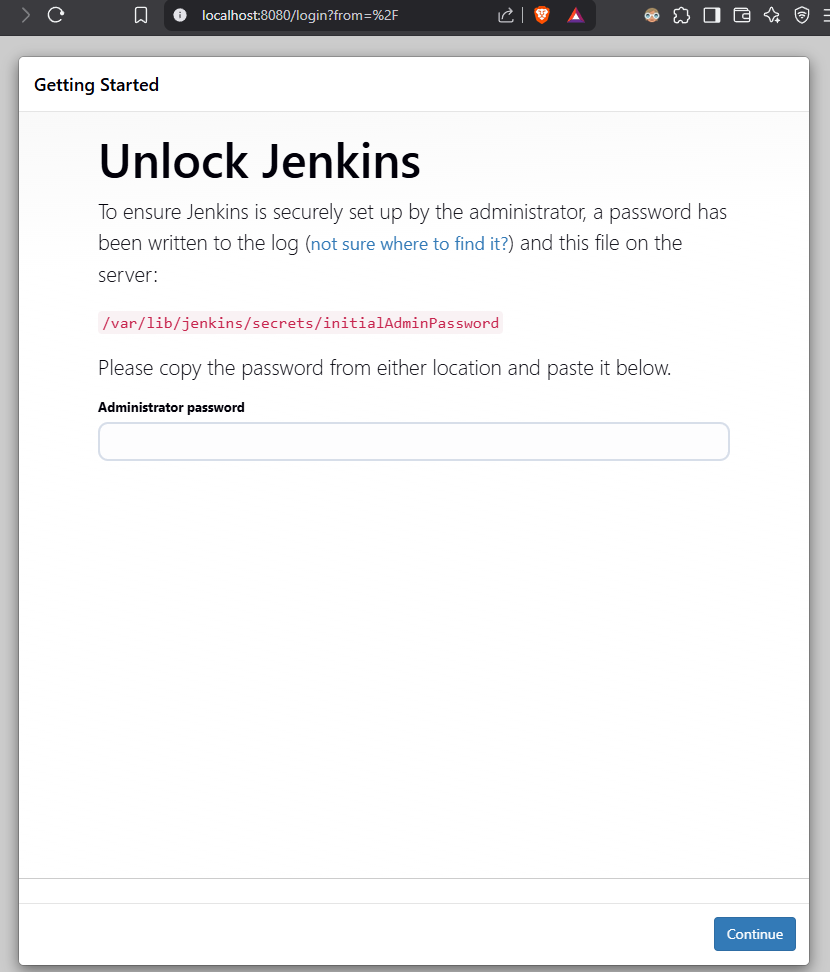 localhost:8080/login?from=%2F
Getting Started
Unlock Jenkins
To ensure Jenkins is securely set up by the administrator, a password has
been written to the log (not sure where to find it?) and this file on the
server:
/var/lib/jenkins/secrets/initialAdminPassword
Please copy the password from either location and paste it below.
Administrator password
Continue